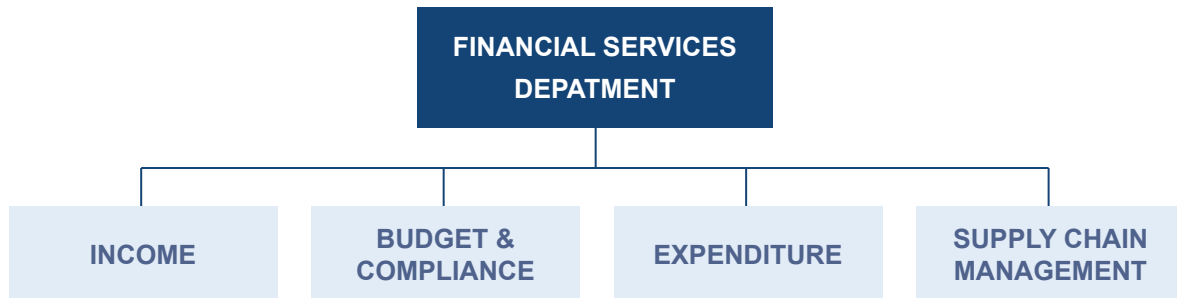 FINANCIAL SERVICES
DEPATMENT
INCOME
BUDGET &
COMPLIANCE
EXPENDITURE
SUPPLY CHAIN
MANAGEMENT